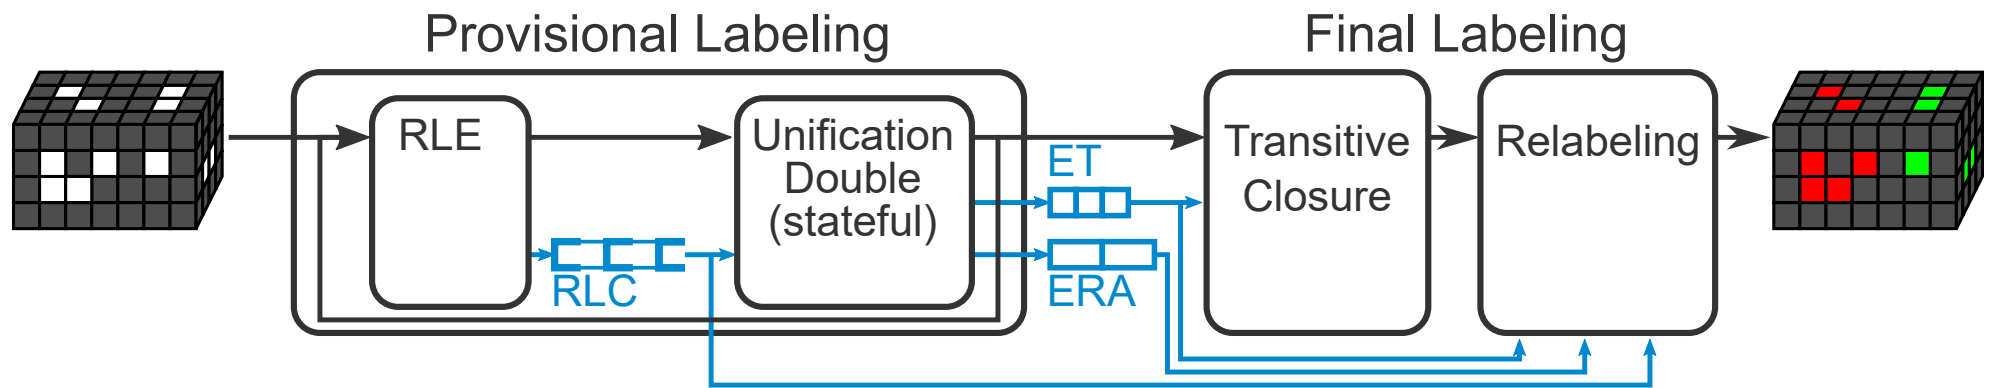 Provisional Labeling
Final Labeling
RLE
Unification
Double
(stateful)
RLC
ET
ERA
Transitive
Closure
Relabeling